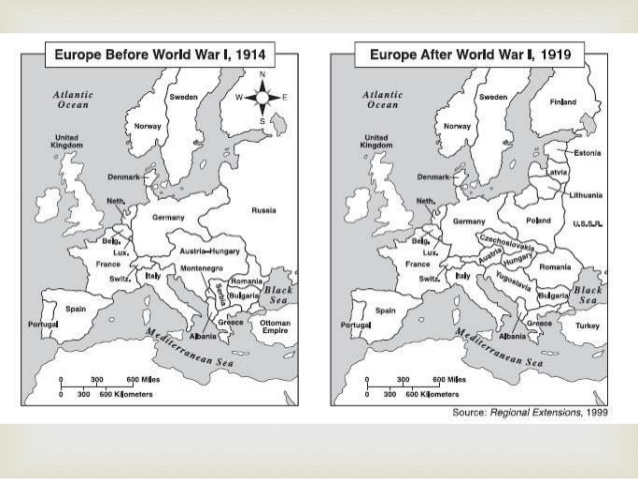 Europe Before World War I, 1914
N
W
E
S
Atlantic
Ocean
Sweden
Norway
United
Kingdom
Denmark
Neth.
Russia
Germany
Belg.
Lux.
Austria-Hungary
France
Montenegro
Switz.
Italy
Romania
Serbia
Black
Sea
Bulgaria
Spain
Portugal
Greece
Ottoman
Empire
Albania
Mediterranean Sea
0 300 600 Miles
0 300 600 Kilometers
Europe After World War I, 1919
Atlantic
Ocean
Sweden
Finland
Norway
United
Kingdom
Estonia
Latvia
Denmark
Lithuania
Neth.
Germany
Poland
U.S.S.R.
Belg.
Czechoslovakia
Lux.
Austria
Hungary
France
Romania
Switz.
Italy
Yugoslavia
Black
Sea
Bulgaria
Spain
Portugal
Greece
Turkey
Albania
Mediterranean Sea
0 300 600 Miles
0 300 600 Kilometers
Source: Regional Extensions, 1999